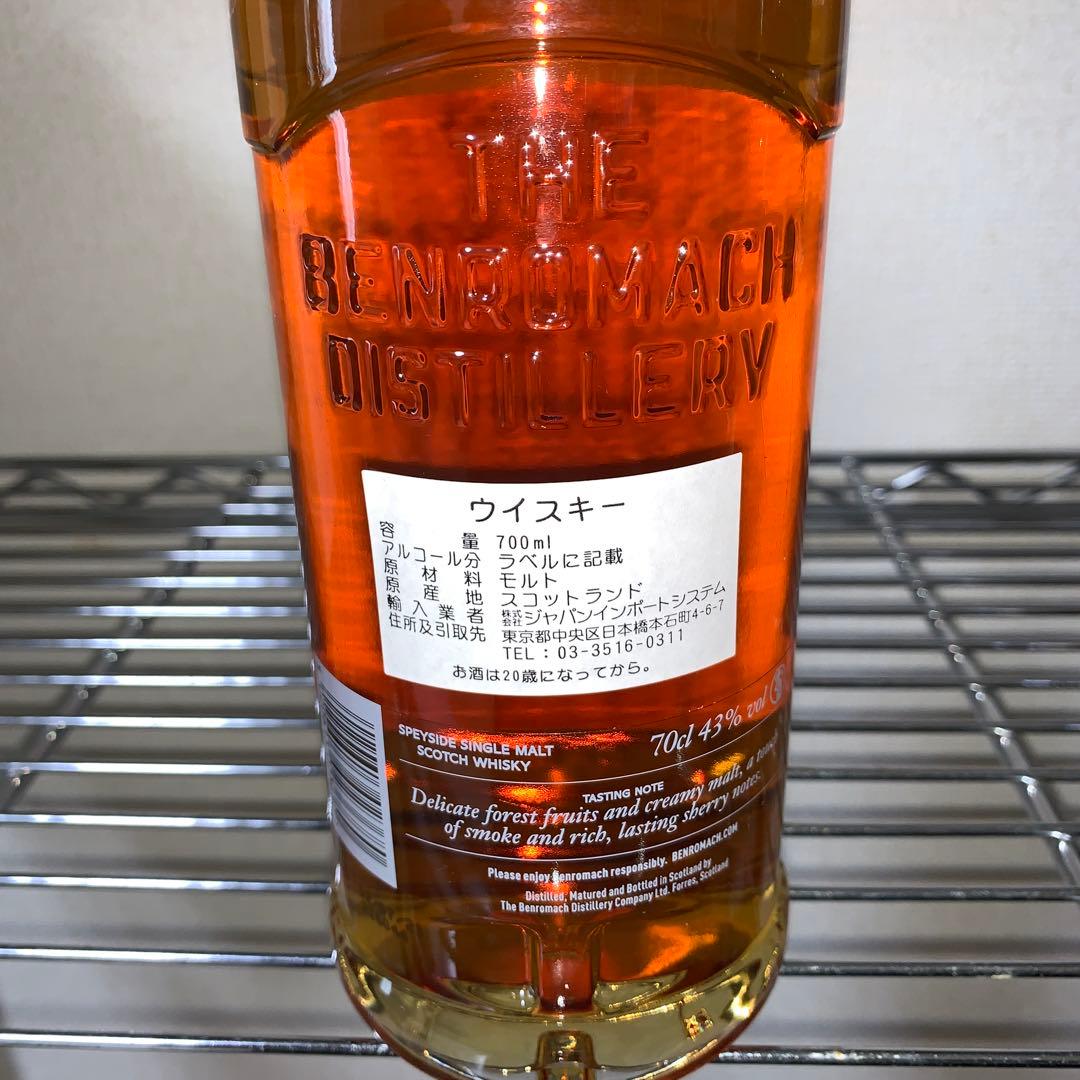 THE
BENROMACH
DISTILLERY
ウイスキー
容量 700ml
アルコール分 ラベルに記載
原材料 モルト
原産地 スコットランド
輸入業者 株式会社ジャパンインポートシステム
住所及引取先 東京都中央区日本橋本石町4-6-7
TEL：03-3516-0311
お酒は20歳になってから。
SPEYSIDE SINGLE MALT
SCOTCH WHISKY
70cl 43% vol
TASTING NOTE
Delicate forest fruits and creamy malt, a touch
of smoke and rich, lasting sherry notes.
Please enjoy Benromach responsibly. BENROMACH.COM
Distilled, Matured and Bottled in Scotland by
The Benromach Distillery Company Ltd. Forres, Scotland